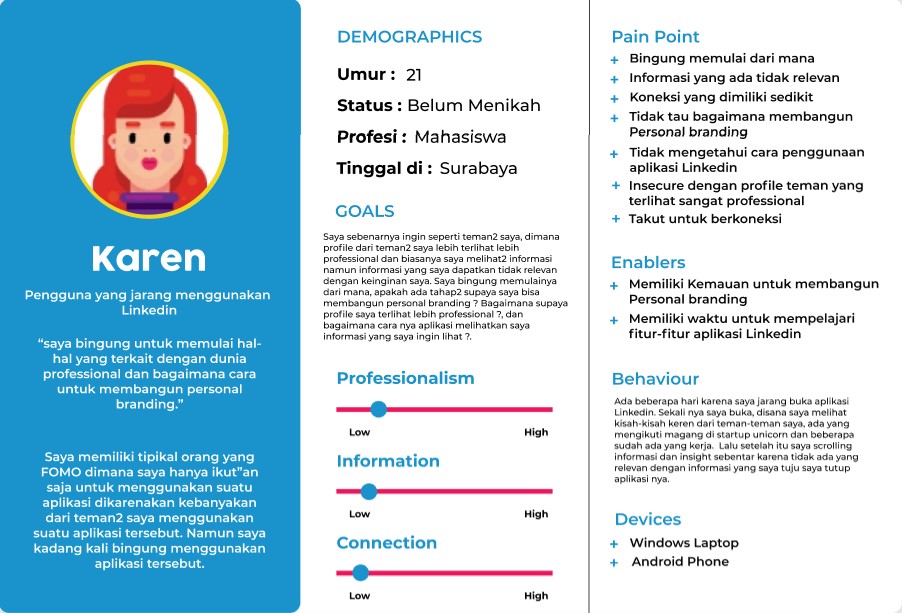 Karen
Pengguna yang jarang menggunakan
Linkedin
“saya bingung untuk memulai hal-
hal yang terkait dengan dunia
professional dan bagaimana cara
untuk membangun personal
branding.”
Saya memiliki tipikal orang yang
FOMO dimana saya hanya ikut”an
saja untuk menggunakan suatu
aplikasi dikarenakan kebanyakan
dari teman2 saya menggunakan
suatu aplikasi tersebut. Namun saya
kadang kali bingung menggunakan
aplikasi tersebut.
DEMOGRAPHICS
Umur : 21
Status : Belum Menikah
Profesi : Mahasiswa
Tinggal di : Surabaya
GOALS
Saya sebenarnya ingin seperti teman2 saya, dimana
profile dari teman2 saya lebih terlihat lebih
professional dan biasanya saya melihat2 informasi
namun informasi yang saya dapatkan tidak relevan
dengan keinginan saya. Saya bingung memulainya
dari mana, apakah ada tahap2 supaya saya bisa
membangun personal branding ? Bagaimana supaya
profile saya terlihat lebih professional ?, dan
bagaimana cara nya aplikasi melihatkan saya
informasi yang saya ingin lihat ?.
Professionalism
Low High
Information
Low High
Connection
Low High
Pain Point
+ Bingung memulai dari mana
+ Informasi yang ada tidak relevan
+ Koneksi yang dimiliki sedikit
+ Tidak tau bagaimana membangun
Personal branding
+ Tidak mengetahui cara penggunaan
aplikasi Linkedin
+ Insecure dengan profile teman yang
terlihat sangat professional
+ Takut untuk berkoneksi
Enablers
+ Memiliki Kemauan untuk membangun
Personal branding
+ Memiliki waktu untuk mempelajari
fitur-fitur aplikasi Linkedin
Behaviour
Ada beberapa hari karena saya jarang buka aplikasi
Linkedin. Sekali nya saya buka, disana saya melihat
kisah-kisah keren dari teman-teman saya, ada yang
mengikuti magang di startup unicorn dan beberapa
sudah ada yang kerja. Lalu setelah itu saya scrolling
informasi dan insight sebentar karena tidak ada yang
relevan dengan informasi yang saya tuju saya tutup
aplikasi nya.
Devices
+ Windows Laptop
+ Android Phone